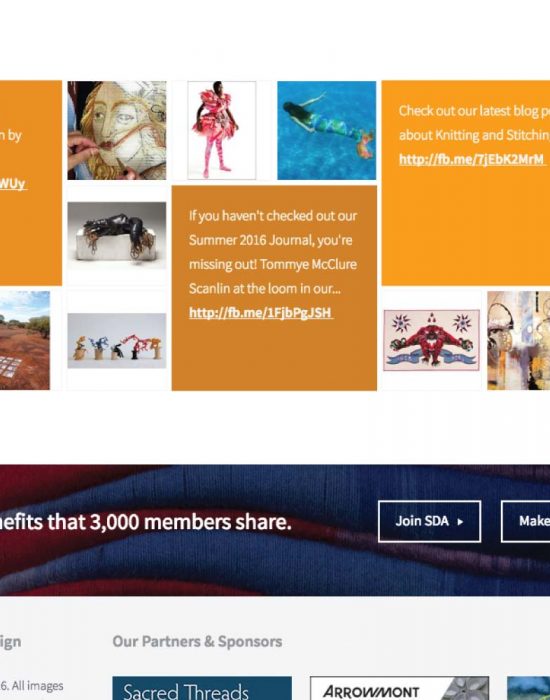 n by
WUy
If you haven't checked out our
Summer 2016 Journal, you're
missing out! Tommye McClure
Scanlin at the loom in our...
http://fb.me/1FjbPgJSH
Check out our latest blog po
about Knitting and Stitching
http://fb.me/7jEbK2MrM
nefits that 3,000 members share.
Join SDA
Make
ign
6. All images
Our Partners & Sponsors
Sacred Threads
ARROWMONT